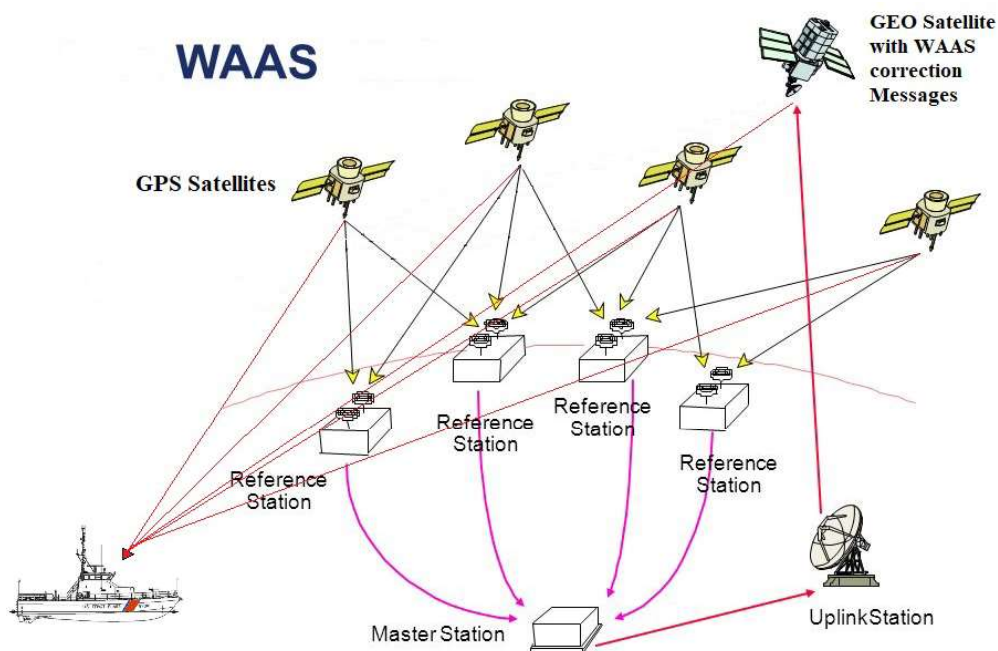 WAAS
GEO Satellite
with WAAS
correction
Messages
GPS Satellites
Reference
Station
Reference
Station
Reference
Station
Reference
Station
Master Station
UplinkStation